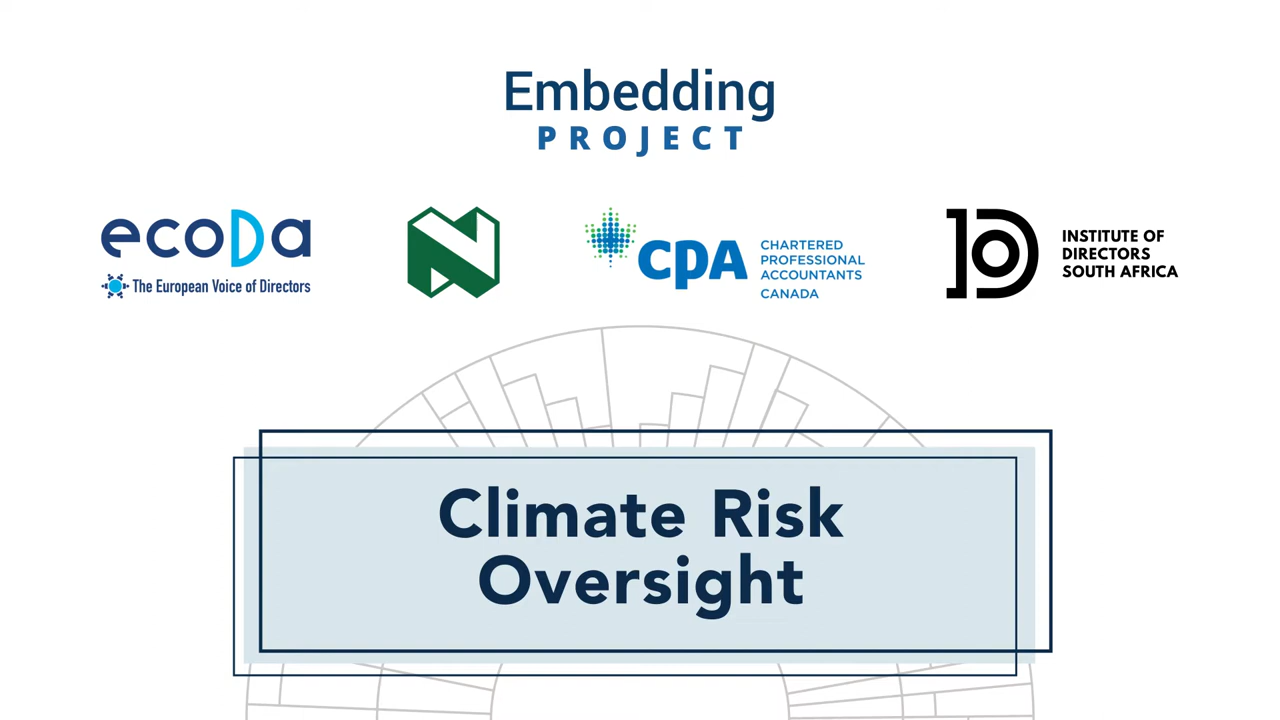 Embedding
PROJECT
ecoDa
The European Voice of Directors
N
CPA
CHARTERED
PROFESSIONAL
ACCOUNTANTS
CANADA
INSTITUTE OF
DIRECTORS
SOUTH AFRICA
Climate Risk
Oversight